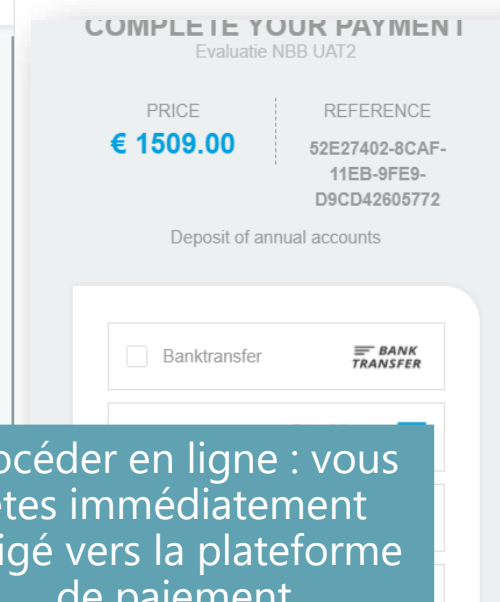 COMPLETE YOUR PAYMENT
Evaluatie NBB UAT2
PRICE
REFERENCE
€ 1509.00
52E27402-8CAF-
11EB-9FE9-
D9CD42605772
Deposit of annual accounts
Banktransfer
BANK
TRANSFER
océder en ligne : vous
êtes immédiatement
igé vers la plateforme
de paiement